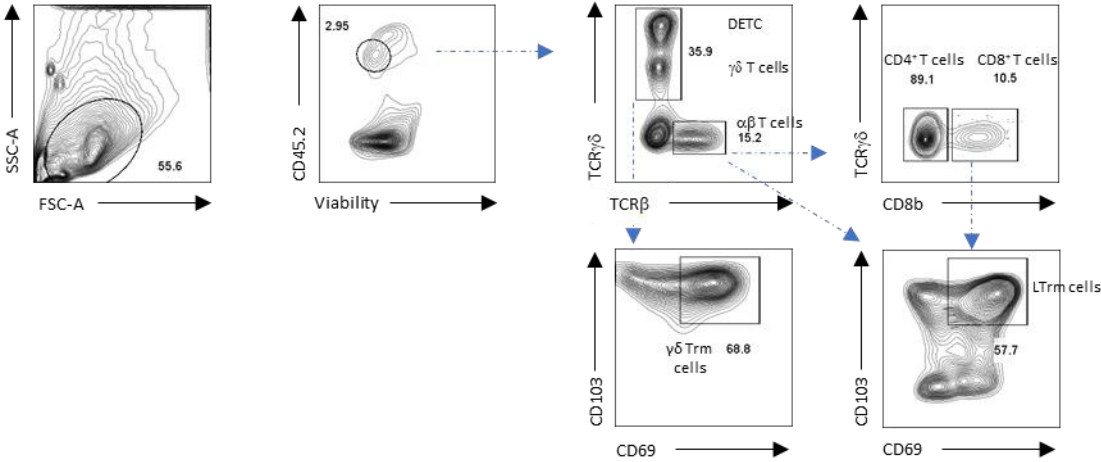 SSC-A
55.6
FSC-A
2.95
CD45.2
Viability
DETC
35.9
γδ T cells
αβ T cells
15.2
TCRγδ
TCRβ
CD4⁺T cells
89.1
CD8⁺T cells
10.5
TCRγδ
CD8b
γδ Trm
cells
68.8
CD103
CD69
LTrm cells
57.7
CD103
CD69